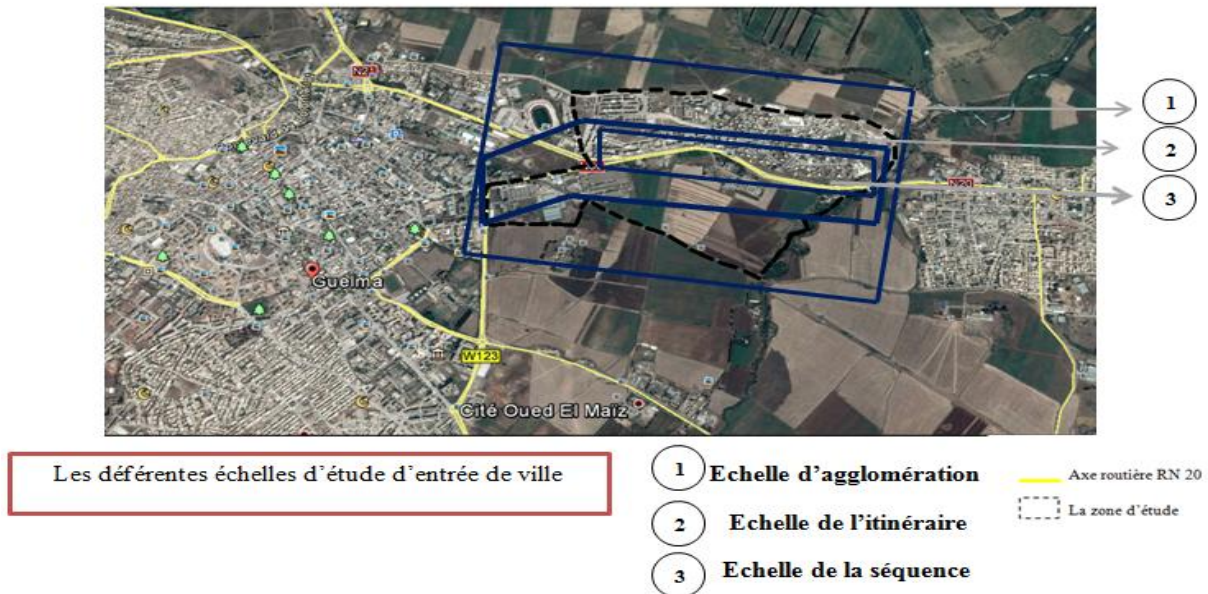 N21
1
2
3
N20
Guelma
W123
Cité Oued El Maïz
Les déférentes échelles d'étude d'entrée de ville
1 Echelle d'agglomération
2 Echelle de l'itinéraire
3 Echelle de la séquence
Axe routière RN 20
La zone d'étude